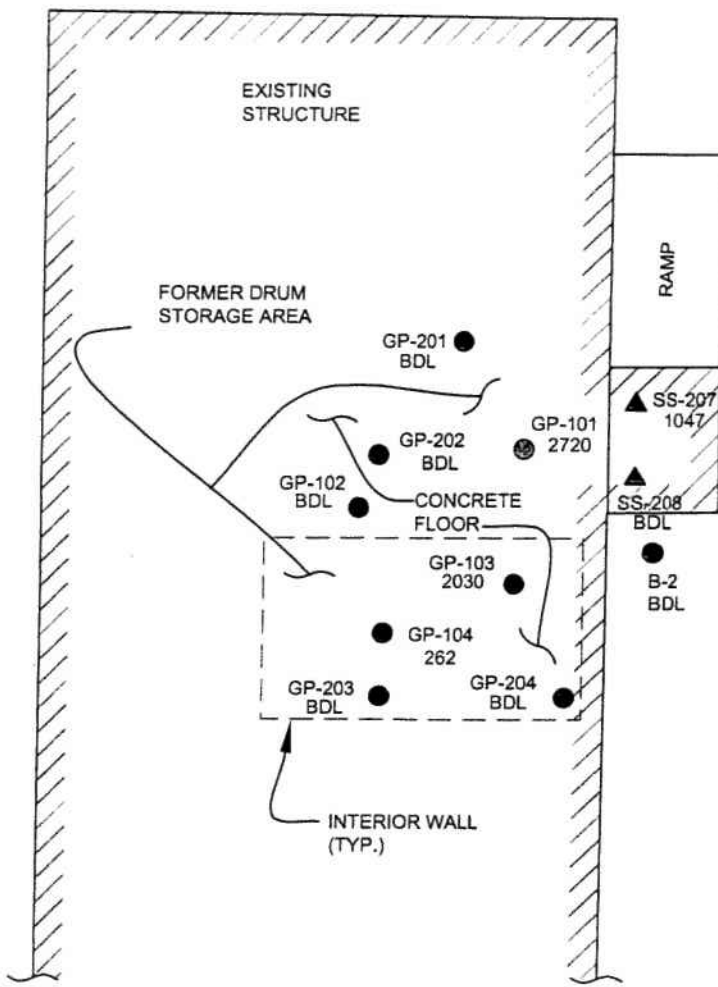 EXISTING
STRUCTURE
RAMP
FORMER DRUM
STORAGE AREA
GP-201
BDL
SS-207
1047
GP-101
2720
GP-202
BDL
GP-102
BDL
CONCRETE
FLOOR
SS-208
BDL
GP-103
2030
B-2
BDL
GP-104
262
GP-203
BDL
GP-204
BDL
INTERIOR WALL
(TYP.)